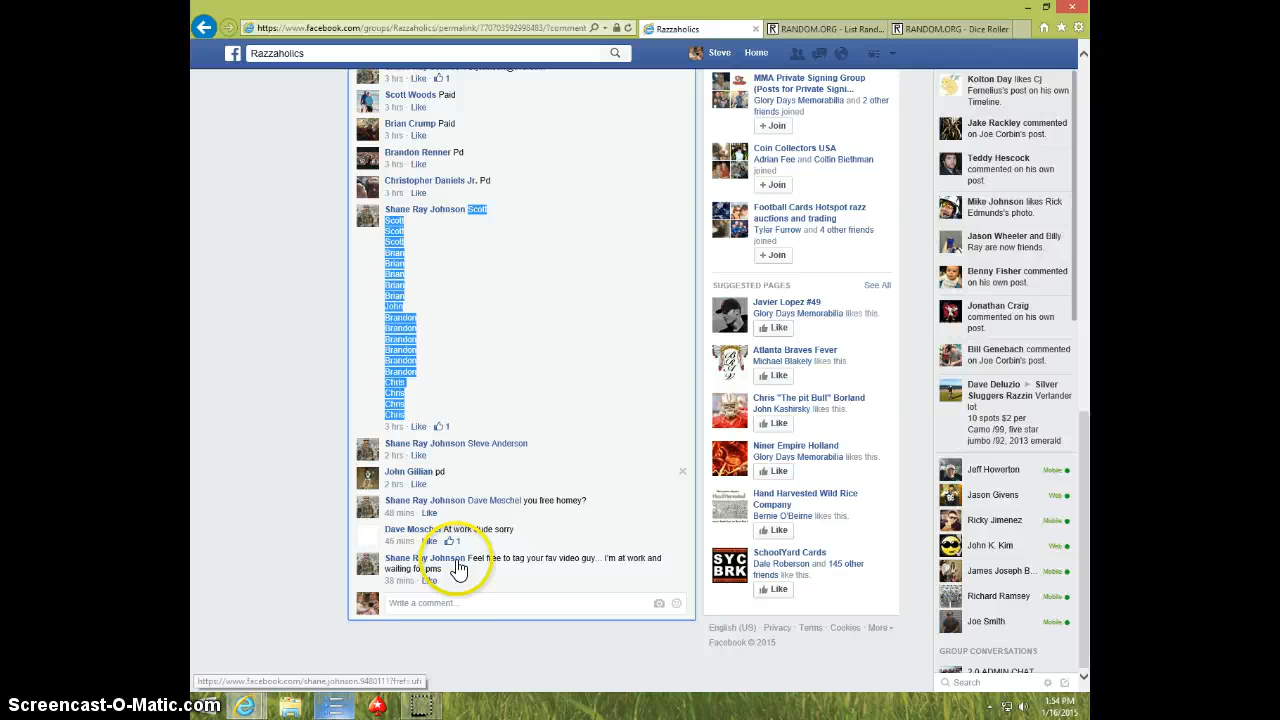 https://www.facebook.com/groups/Razzaholics/permalink/770703592998483/?comment
Razzaholics
RANDOM.ORG - List Rand...
RANDOM.ORG - Dice Roller
Razzaholics
Steve
Home
3 hrs · Like · 1
Scott Woods Paid
3 hrs · Like
Brian Crump Paid
3 hrs · Like
Brandon Renner Pd
3 hrs · Like
Christopher Daniels Jr. Pd
3 hrs · Like
Shane Ray Johnson Scott
Scott
Scott
Scott
Brian
Brian
Brian
Brian
Brian
John
Brandon
Brandon
Brandon
Brandon
Brandon
Brandon
Chris
Chris
Chris
Chris
3 hrs · Like · 1
Shane Ray Johnson Steve Anderson
2 hrs · Like
John Gillian pd
2 hrs · Like
Shane Ray Johnson Dave Moschel you free homey?
48 mins · Like
Dave Moschel At work dude sorry
46 mins · Like · 1
Shane Ray Johnson Feel free to tag your fav video guy... I'm at work and
waiting for pms
38 mins · Like
Write a comment...
MMA Private Signing Group
(Posts for Private Signi...
Glory Days Memorabilia and 2 other
friends joined
+ Join
Coin Collectors USA
Adrian Fee and Coltin Biethman
joined
+ Join
Football Cards Hotspot razz
auctions and trading
Tyler Furrow and 4 other friends
joined
+ Join
SUGGESTED PAGES
See All
Javier Lopez #49
Glory Days Memorabilia likes this.
Like
Atlanta Braves Fever
Michael Blakely likes this.
Like
Chris "The pit Bull" Borland
John Kashirsky likes this.
Like
Niner Empire Holland
Glory Days Memorabilia likes this.
Like
Hand Harvested Wild Rice
Company
Bernie O'Beirne likes this.
Like
SCHOOL
YRD
BRK
SchoolYard Cards
Dale Roberson and 145 other
friends like this.
Like
English (US) · Privacy · Terms · Cookies · More
Facebook © 2015
Kolton Day likes Cj
Fernelius's post on his own
Timeline.
Jake Rackley commented
on Joe Corbin's post.
Teddy Hescock
commented on his own
post.
Mike Johnson likes Rick
Edmunds's photo.
Jason Wheeler and Billy
Ray are now friends.
Benny Fisher commented
on his own post.
Jonathan Craig
commented on his own
post.
Bill Genebach commented
on Joe Corbin's post.
Dave Deluzio ▶ Silver
Sluggers Razzin Verlander
lot
10 spots $2 per
Camo /99, five star
jumbo /92, 2013 emerald
Jeff Howerton Mobile
Jason Givens Web
Ricky Jimenez Mobile
John K. Kim Web
James Joseph B... Mobile
Richard Ramsey Mobile
Joe Smith Mobile
GROUP CONVERSATIONS
2.0 ADMIN CHAT
Search
https://www.facebook.com/shane.johnson.9480111?fref=ufi
Screencast-O-Matic.com
1:54 PM
1/16/2015